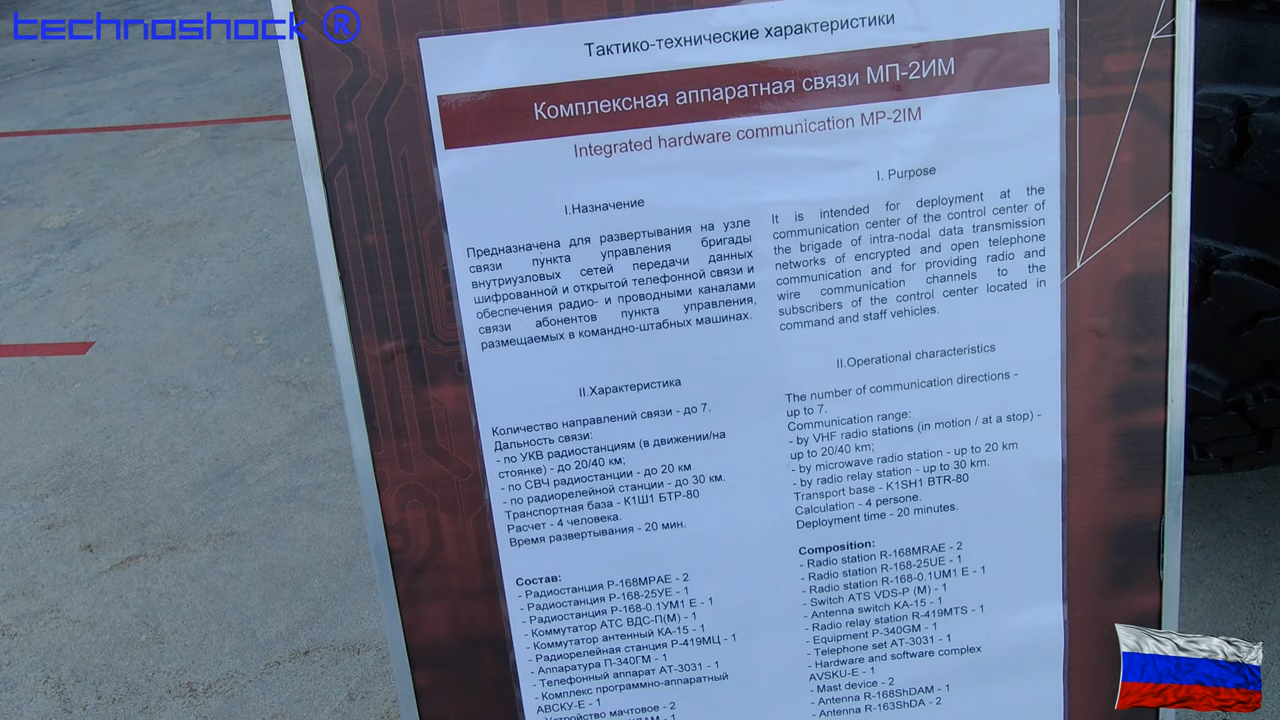 technoshock ®
Тактико-технические характеристики
Комплексная аппаратная связи МП-2ИМ
Integrated hardware communication MP-2IM
I.Назначение
Предназначена для развертывания на узле
связи пункта управления бригады
внутриузловых сетей передачи данных
шифрованной и открытой телефонной связи и
обеспечения радио- и проводными каналами
связи абонентов пункта управления,
размещаемых в командно-штабных машинах.
II.Характеристика
Количество направлений связи - до 7.
Дальность связи:
- по УКВ радиостанциям (в движении/на
стоянке) - до 20/40 км;
- по СВЧ радиостанции - до 20 км
- по радиорелейной станции - до 30 км.
Транспортная база - К1Ш1 БТР-80
Расчет - 4 человека.
Время развертывания - 20 мин.
Состав:
- Радиостанция Р-168МРАЕ - 2
- Радиостанция Р-168-25УЕ - 1
- Радиостанция Р-168-0.1УМ1 Е - 1
- Коммутатор АТС ВДС-П(М) - 1
- Коммутатор антенный КА-15 - 1
- Радиорелейная станция Р-419МЦ - 1
- Аппаратура П-340ГМ - 1
- Телефонный аппарат АТ-3031 - 1
- Комплекс программно-аппаратный
АВСКУ-Е - 1
- Устройство мачтовое - 2
I. Purpose
It is intended for deployment at the
communication center of the control center of
the brigade of intra-nodal data transmission
networks of encrypted and open telephone
communication and for providing radio and
wire communication channels to the
subscribers of the control center located in
command and staff vehicles.
II.Operational characteristics
The number of communication directions -
up to 7.
Communication range:
- by VHF radio stations (in motion / at a stop) -
up to 20/40 km;
- by microwave radio station - up to 20 km
- by radio relay station - up to 30 km.
Transport base - K1SH1 BTR-80
Calculation - 4 persone.
Deployment time - 20 minutes.
Composition:
- Radio station R-168MRAE - 2
- Radio station R-168-25UE - 1
- Radio station R-168-0.1UM1 E - 1
- Switch ATS VDS-P (M) - 1
- Antenna switch KA-15 - 1
- Radio relay station R-419MTS - 1
- Equipment P-340GM - 1
- Telephone set AT-3031 - 1
- Hardware and software complex
AVSKU-E - 1
- Mast device - 2
- Antenna R-168ShDAM - 1
- Antenna R-163ShDA - 2